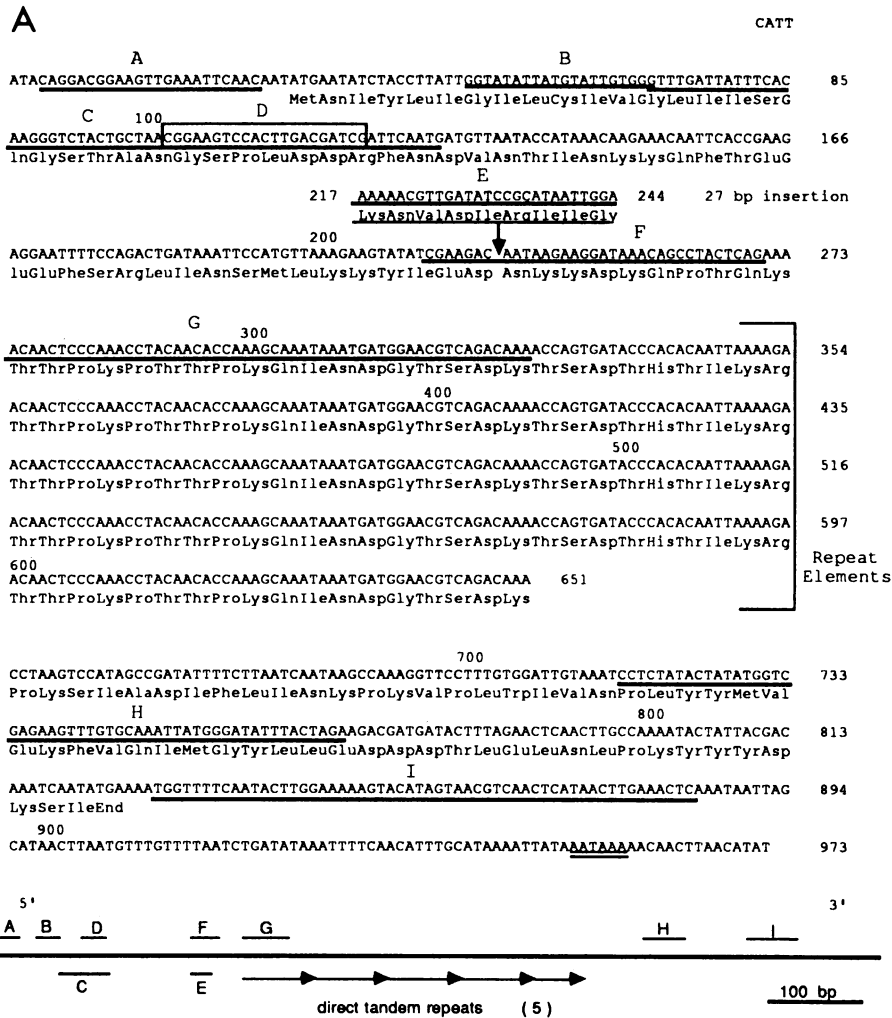 A
CATT
A B
ATACAGGACGGAAGTTGAAATTCAACAATATGAATATCTACCTTATTGGTATATTATGTATTGTGGGTTTGATTATTTCAC 85
MetAsnIleTyrLeuIleGlyIleLeuCysIleValGlyLeuIleIleSerG
C 100 D
AAGGGTCTACTGCTAACGGAAGTCCACTTGACGATCGATTCAATGATGTTAATACCATAAACAAGAAACAATTCACCGAAG 166
lnGlySerThrAlaAsnGlySerProLeuAspAspArgPheAsnAspValAsnThrIleAsnLysLysGlnPheThrGluG
E
217 AAAAACGTTGATATCCGCATAATTGGA 244 27 bp insertion
LysAsnValAspIleArgIleIleGly
200 F
AGGAATTTTCCAGACTGATAAATTCCATGTTAAAGAAGTATATCGAAGAC AATAAGAAGGATAAACAGCCTACTCAGAAA 273
luGluPheSerArgLeuIleAsnSerMetLeuLysLysTyrIleGluAsp AsnLysLysAspLysGlnProThrGlnLys
G 300
ACAACTCCCAAACCTACAACACCAAAGCAAATAAATGATGGAACGTCAGACAAAACCAGTGATACCCACACAATTAAAAGA 354
ThrThrProLysProThrThrProLysGlnIleAsnAspGlyThrSerAspLysThrSerAspThrHisThrIleLysArg
400
ACAACTCCCAAACCTACAACACCAAAGCAAATAAATGATGGAACGTCAGACAAAACCAGTGATACCCACACAATTAAAAGA 435
ThrThrProLysProThrThrProLysGlnIleAsnAspGlyThrSerAspLysThrSerAspThrHisThrIleLysArg
500
ACAACTCCCAAACCTACAACACCAAAGCAAATAAATGATGGAACGTCAGACAAAACCAGTGATACCCACACAATTAAAAGA 516
ThrThrProLysProThrThrProLysGlnIleAsnAspGlyThrSerAspLysThrSerAspThrHisThrIleLysArg
ACAACTCCCAAACCTACAACACCAAAGCAAATAAATGATGGAACGTCAGACAAAACCAGTGATACCCACACAATTAAAAGA 597
ThrThrProLysProThrThrProLysGlnIleAsnAspGlyThrSerAspLysThrSerAspThrHisThrIleLysArg
600
ACAACTCCCAAACCTACAACACCAAAGCAAATAAATGATGGAACGTCAGACAAA 651
ThrThrProLysProThrThrProLysGlnIleAsnAspGlyThrSerAspLys
Repeat
Elements
700
CCTAAGTCCATAGCCGATATTTTCTTAATCAATAAGCCAAAGGTTCCTTTGTGGATTGTAAATCCTCTATACTATATGGTC 733
ProLysSerIleAlaAspIlePheLeuIleAsnLysProLysValProLeuTrpIleValAsnProLeuTyrTyrMetVal
H 800
GAGAAGTTTGTGCAAATTATGGGATATTTACTAGAAGACGATGATACTTTAGAACTCAACTTGCCAAAATACTATTACGAC 813
GluLysPheValGlnIleMetGlyTyrLeuLeuGluAspAspAspThrLeuGluLeuAsnLeuProLysTyrTyrTyrAsp
I
AAATCAATATGAAAATGGTTTTCAATACTTGGAAAAAGTACATAGTAACGTCAACTCATAACTTGAAACTCAAATAATTAG 894
LysSerIleEnd
900
CATAACTTAATGTTTGTTTTAATCTGATATAAATTTTCAACATTTGCATAAAATTATAAATAAAAACAACTTAACATAT 973
5' 3'
A B D F G H I
C E
direct tandem repeats (5)
100 bp